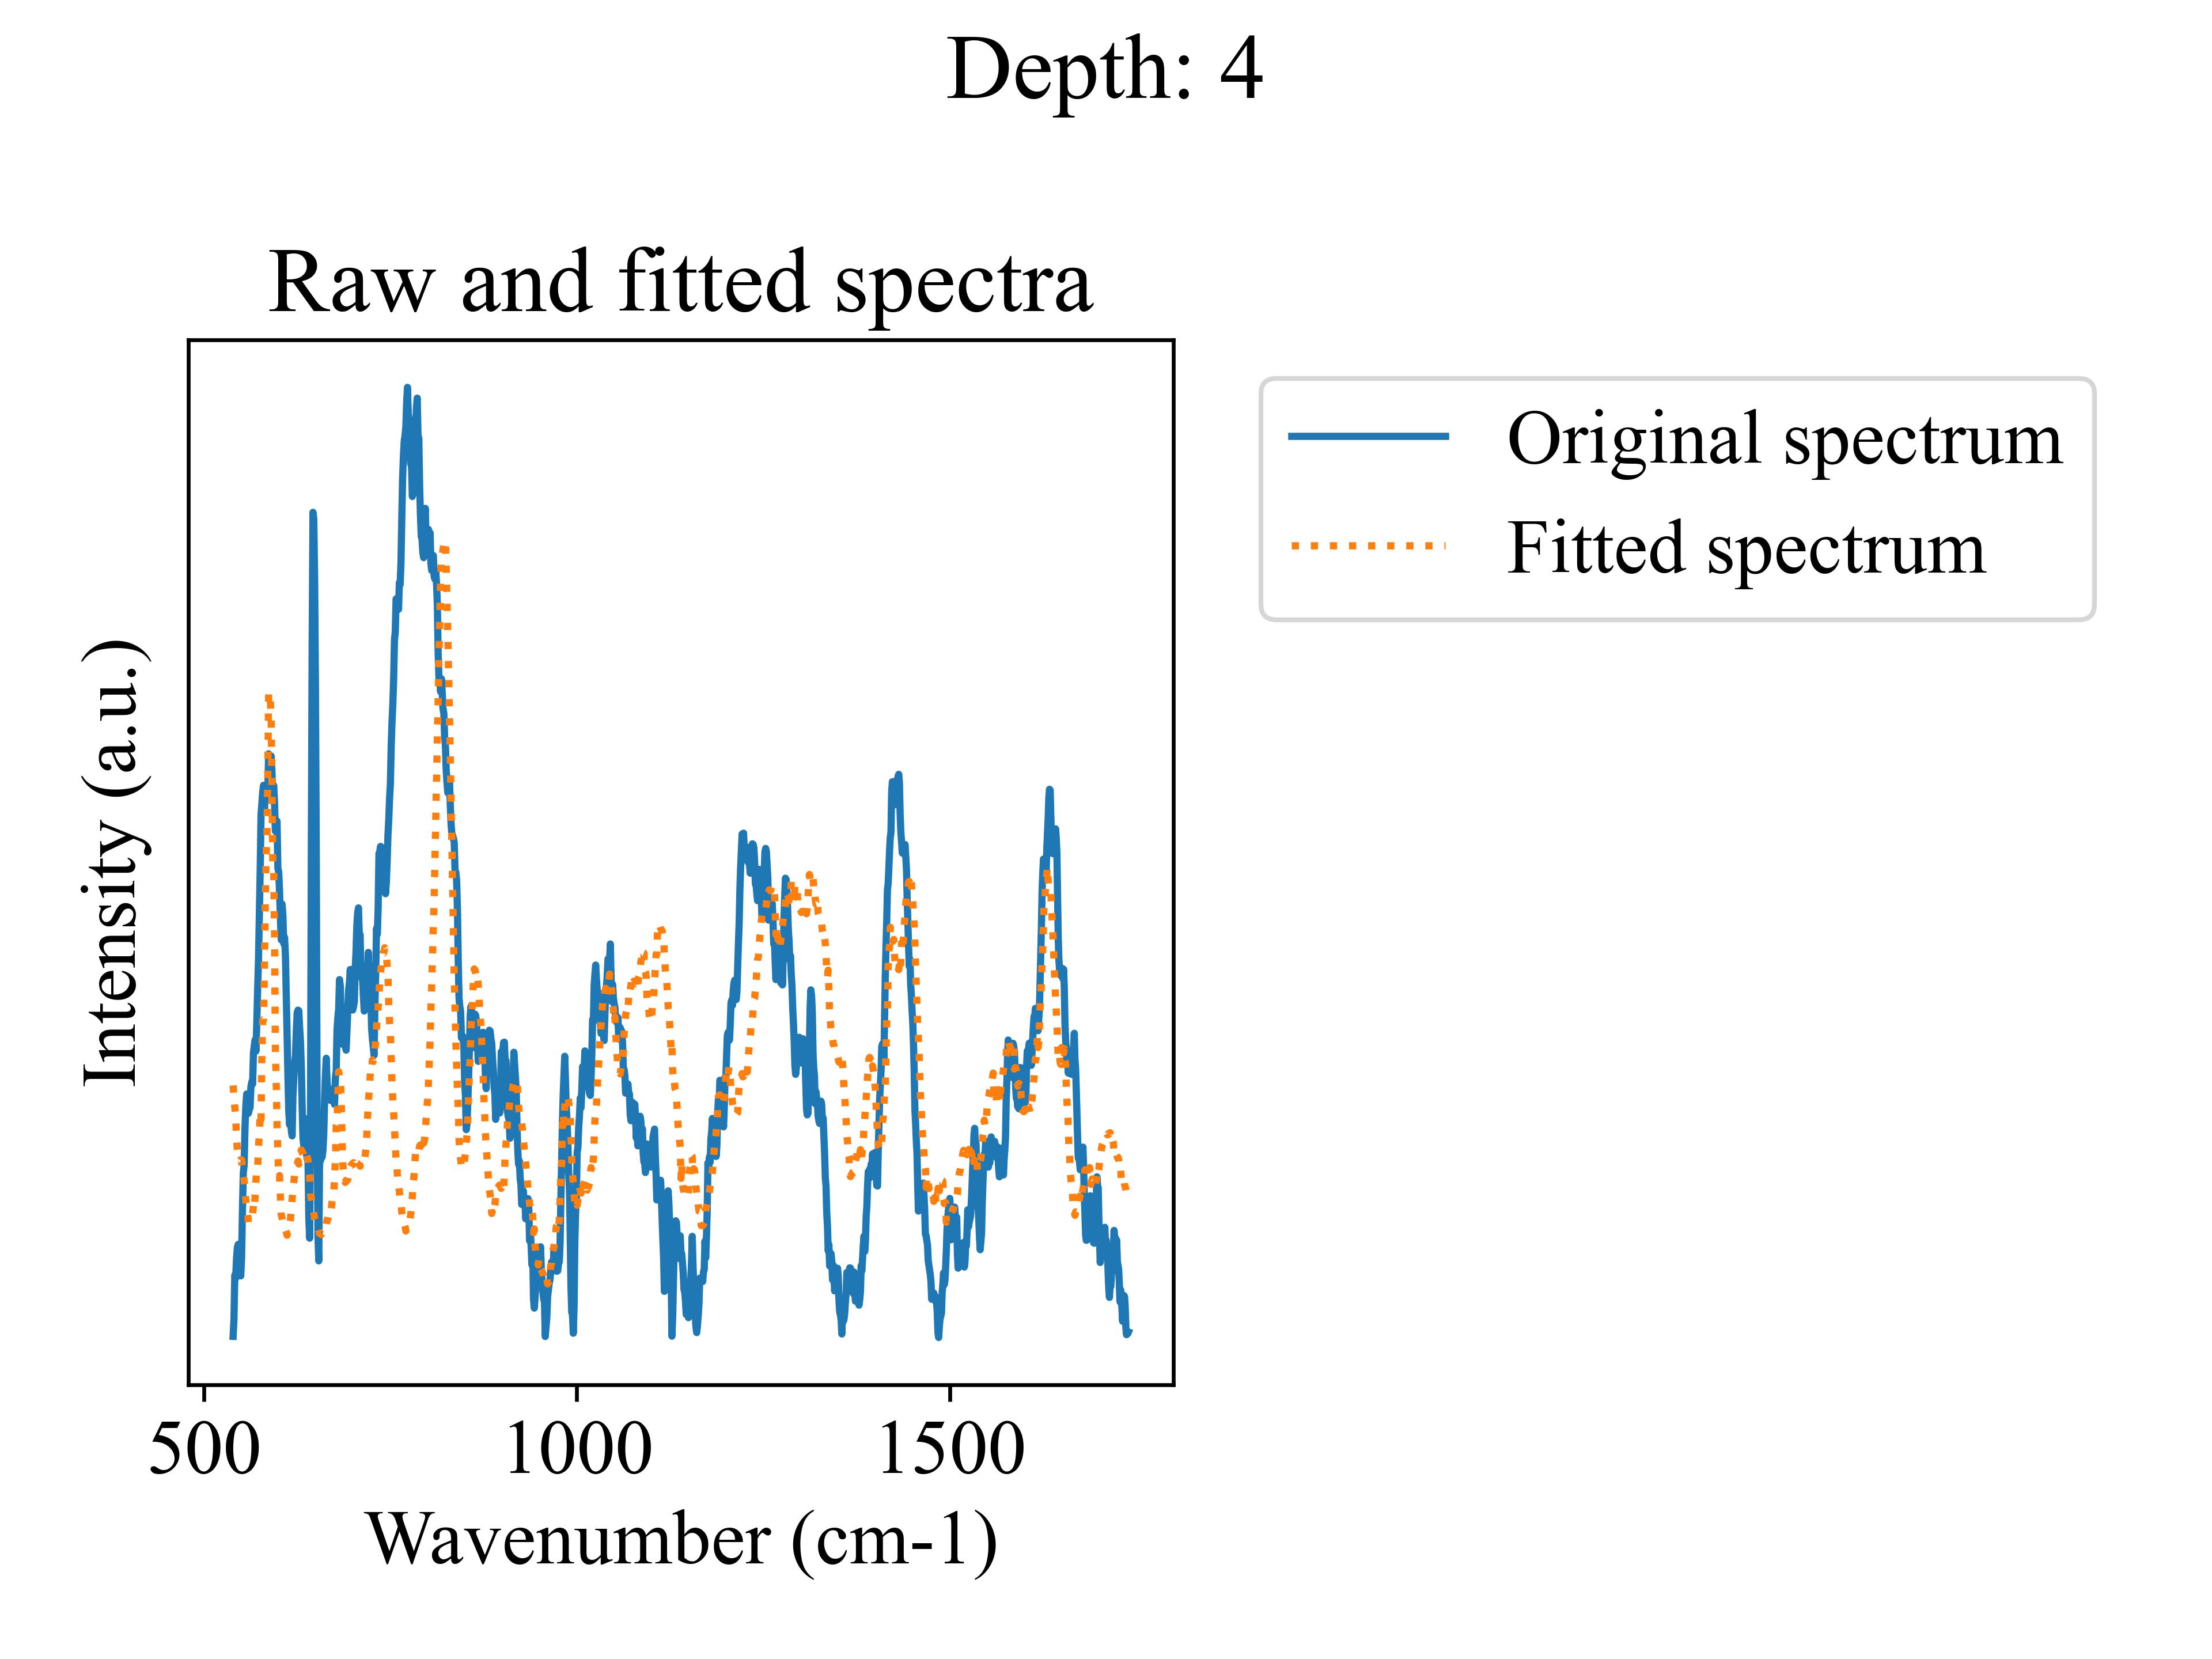 Depth: 4
Raw and fitted spectra
Original spectrum
Fitted spectrum
Intensity (a.u.)
500 1000 1500
Wavenumber (cm-1)